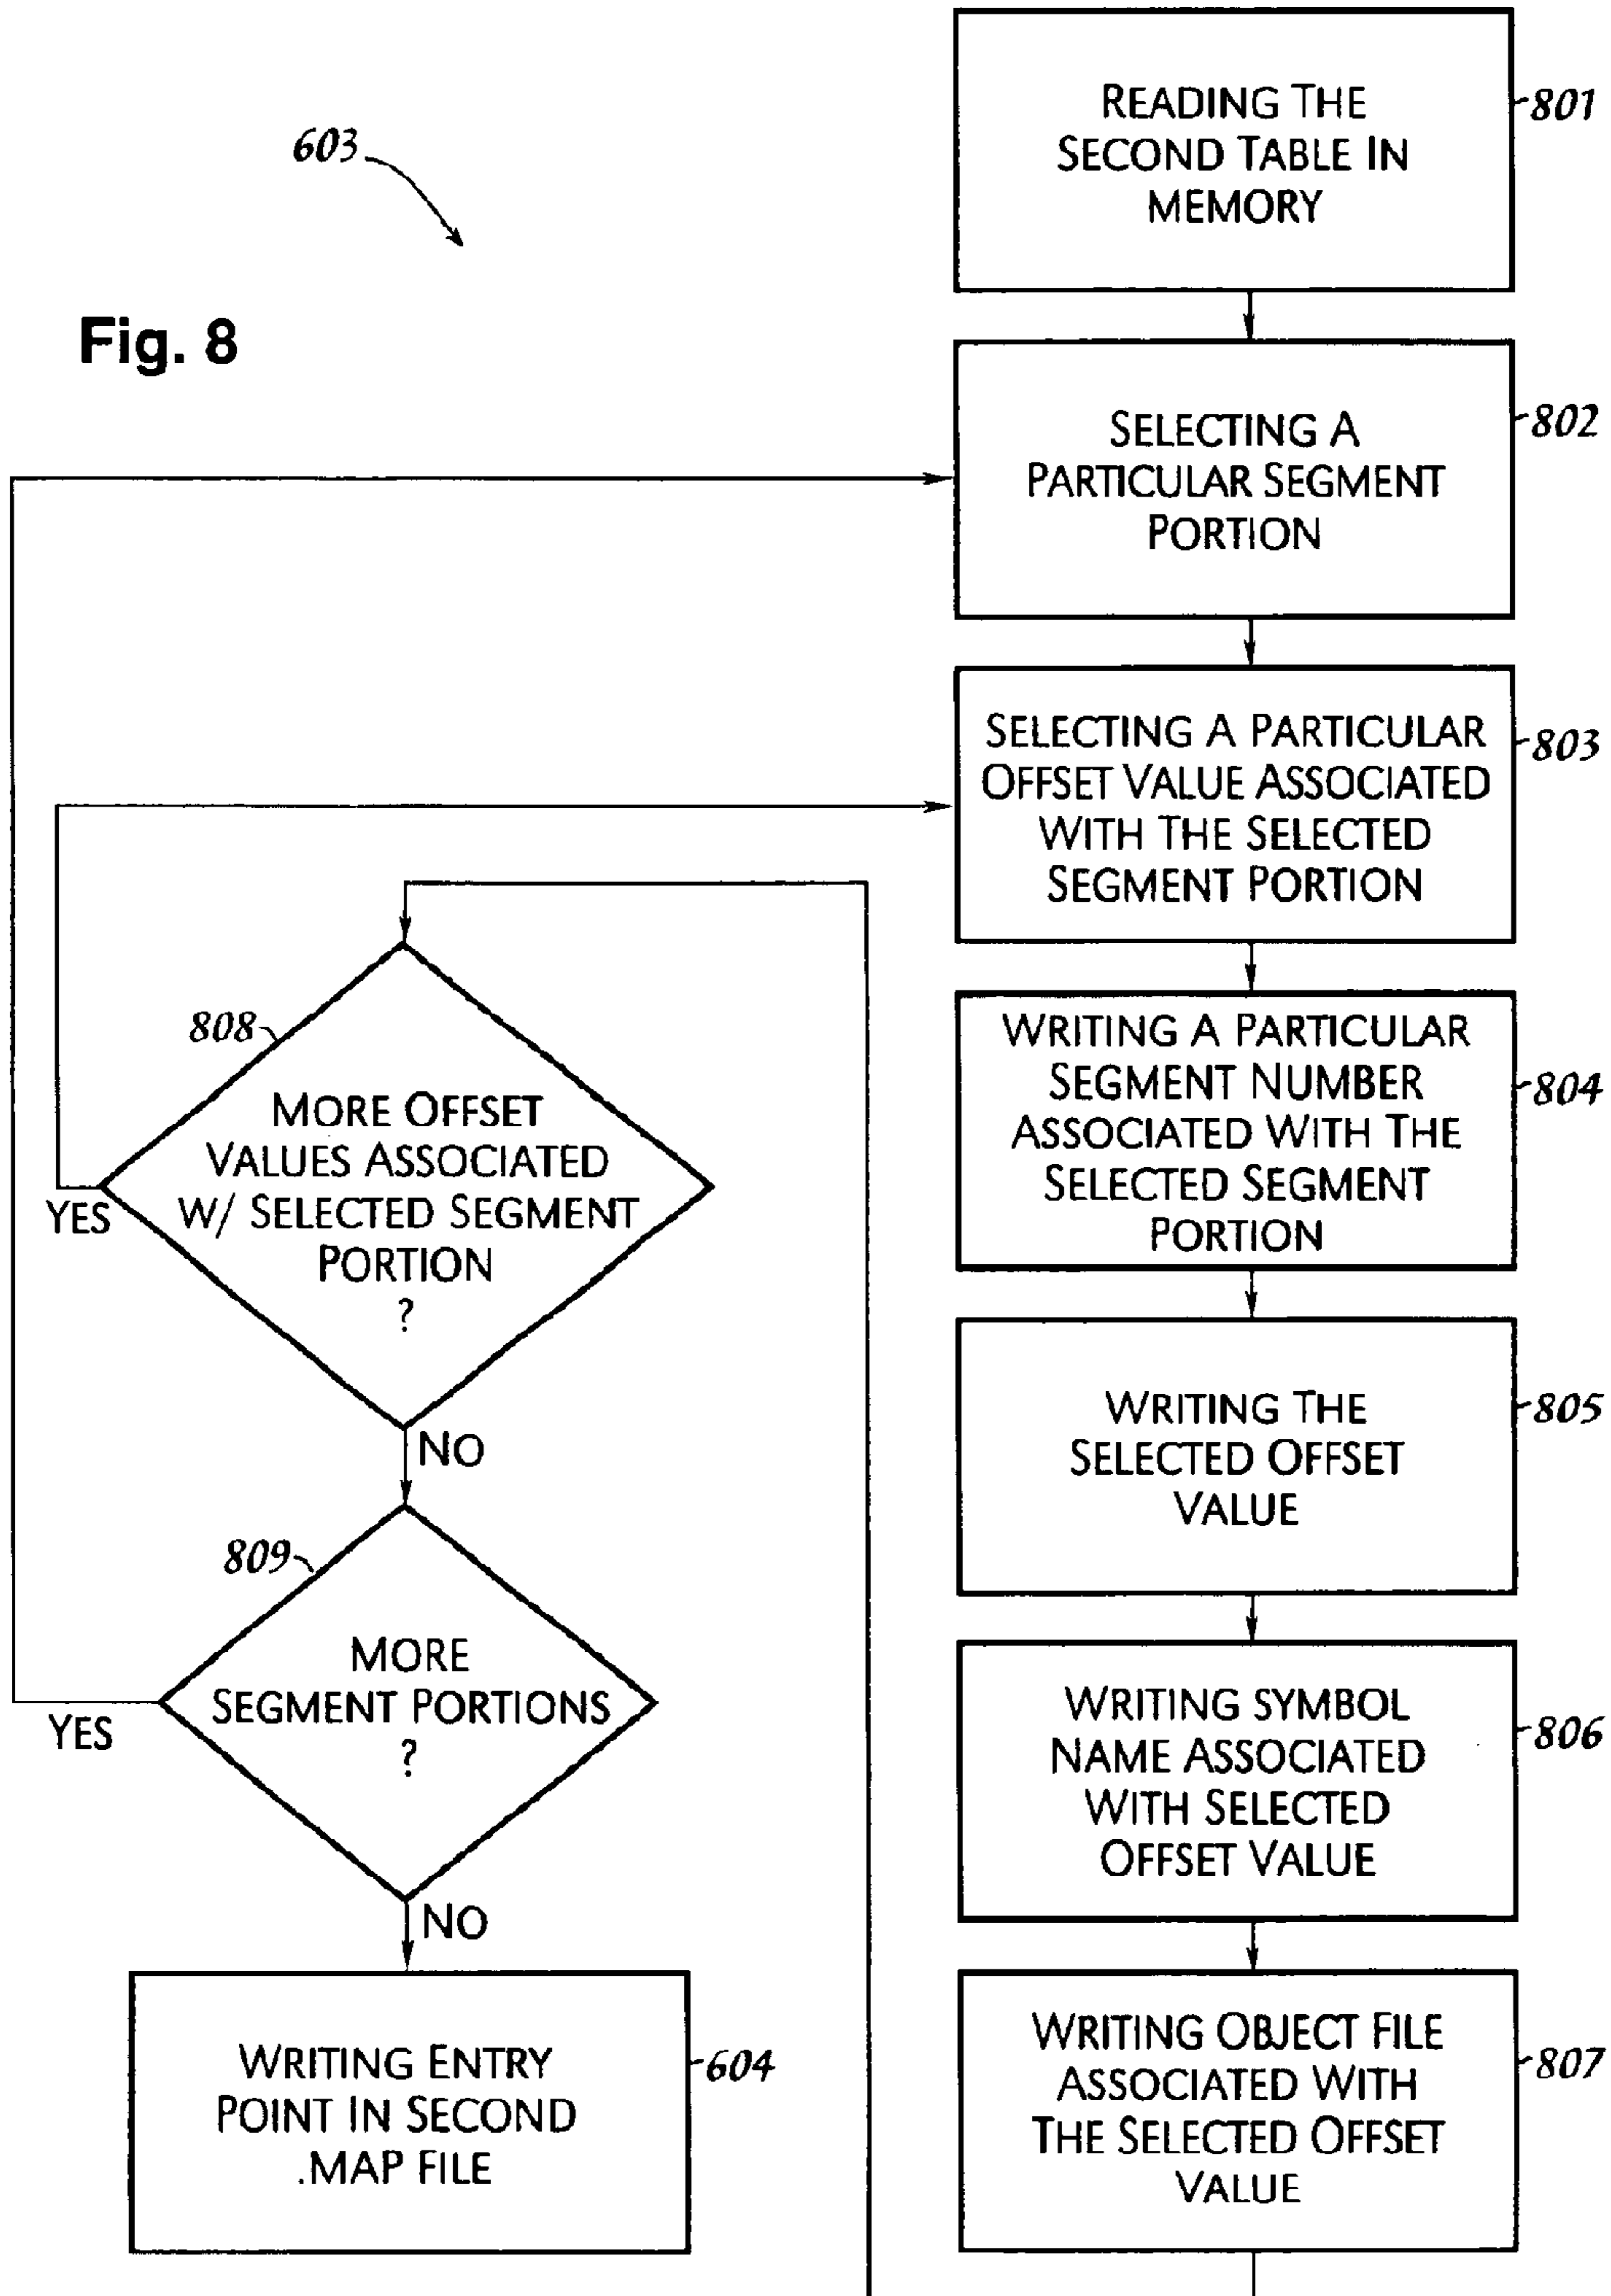 603
Fig. 8
READING THE
SECOND TABLE IN
MEMORY
801
SELECTING A
PARTICULAR SEGMENT
PORTION
802
SELECTING A PARTICULAR
OFFSET VALUE ASSOCIATED
WITH THE SELECTED
SEGMENT PORTION
803
WRITING A PARTICULAR
SEGMENT NUMBER
ASSOCIATED WITH THE
SELECTED SEGMENT
PORTION
804
WRITING THE
SELECTED OFFSET
VALUE
805
WRITING SYMBOL
NAME ASSOCIATED
WITH SELECTED
OFFSET VALUE
806
WRITING OBJECT FILE
ASSOCIATED WITH
THE SELECTED OFFSET
VALUE
807
808
MORE OFFSET
VALUES ASSOCIATED
W/ SELECTED SEGMENT
PORTION
?
YES
NO
809
MORE
SEGMENT PORTIONS
?
YES
NO
WRITING ENTRY
POINT IN SECOND
.MAP FILE
604